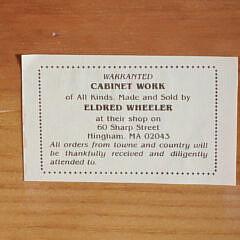 WARRANTED
CABINET WORK
of All Kinds. Made and Sold by
ELDRED WHEELER
at their shop on
60 Sharp Street
Hingham, MA 02043
All orders from towne and country will
be thankfully received and diligently
attended to.